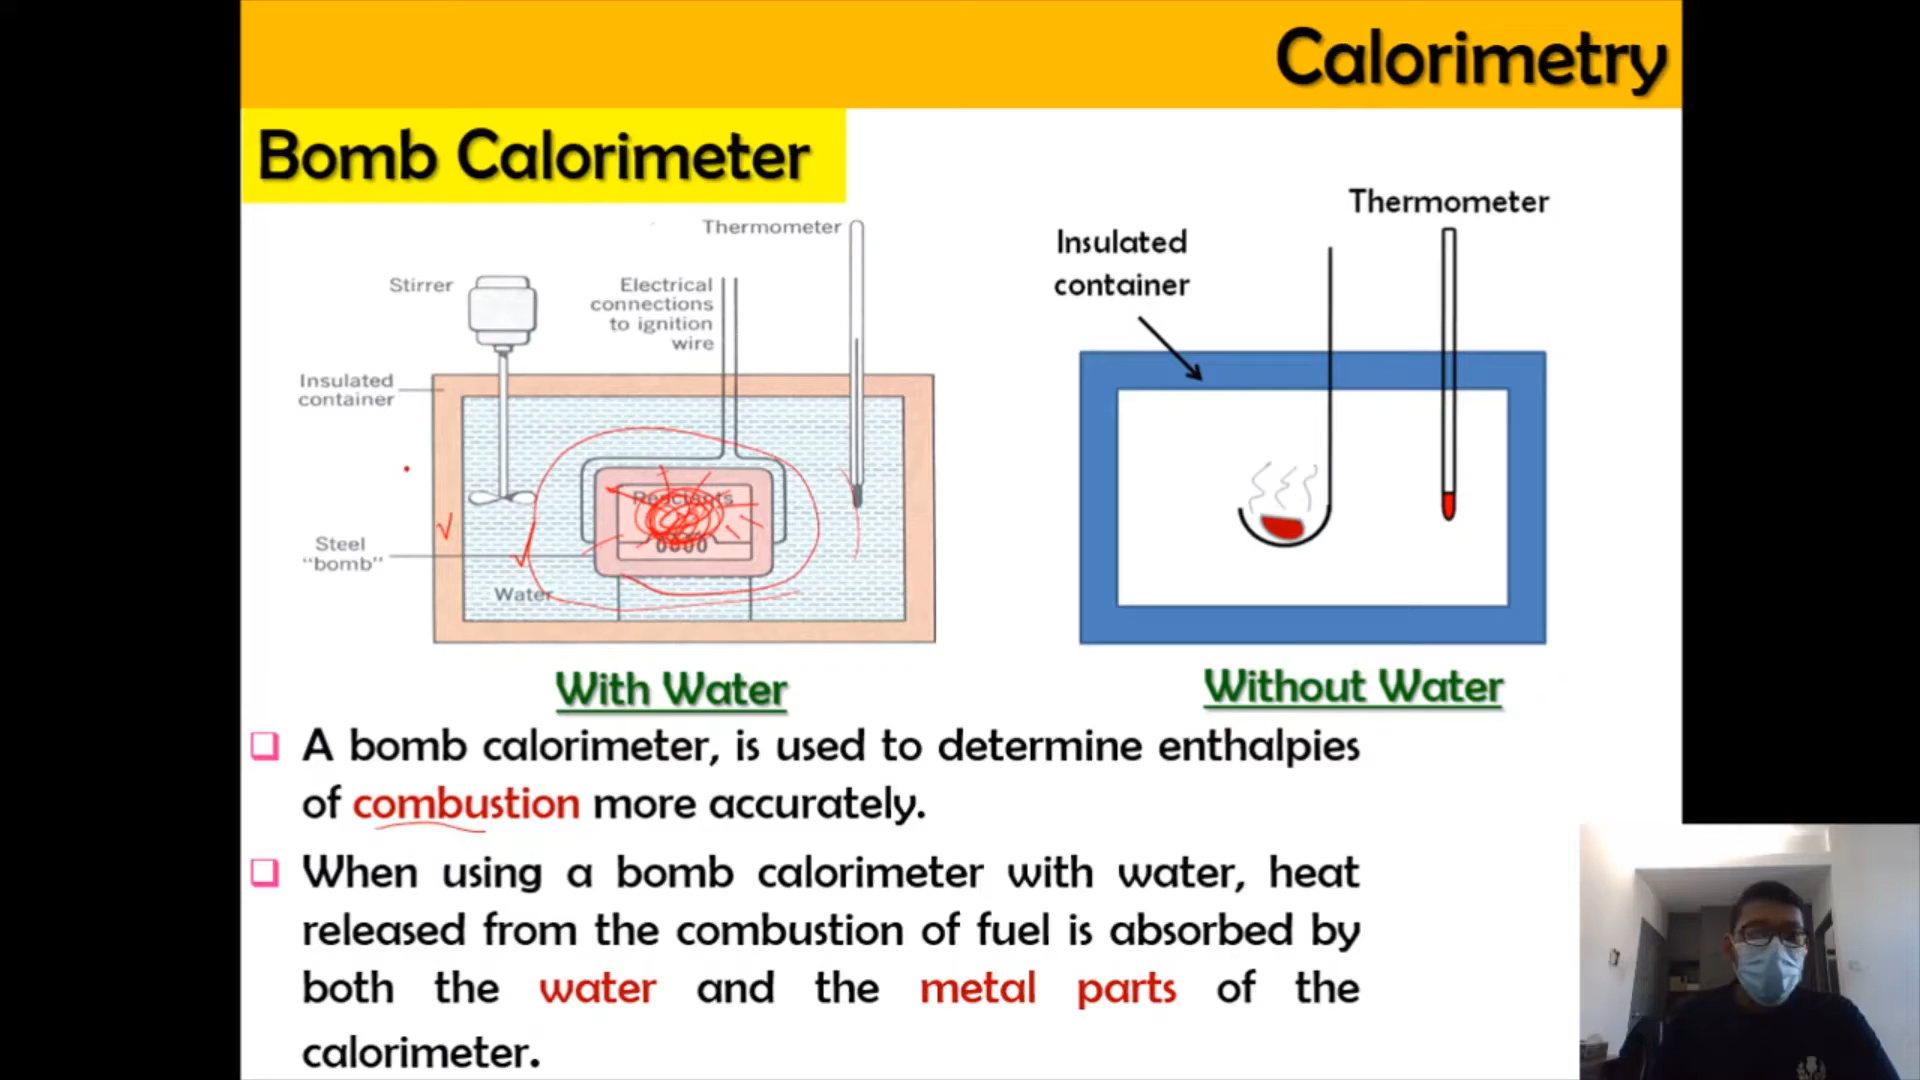 Calorimetry
Bomb Calorimeter
Thermometer
Stirrer
Electrical
connections
to ignition
wire
Insulated
container
Reactants
Steel
"bomb"
Water
With Water
Thermometer
Insulated
container
Without Water
A bomb calorimeter, is used to determine enthalpies
of combustion more accurately.
When using a bomb calorimeter with water, heat
released from the combustion of fuel is absorbed by
both the water and the metal parts of the
calorimeter.